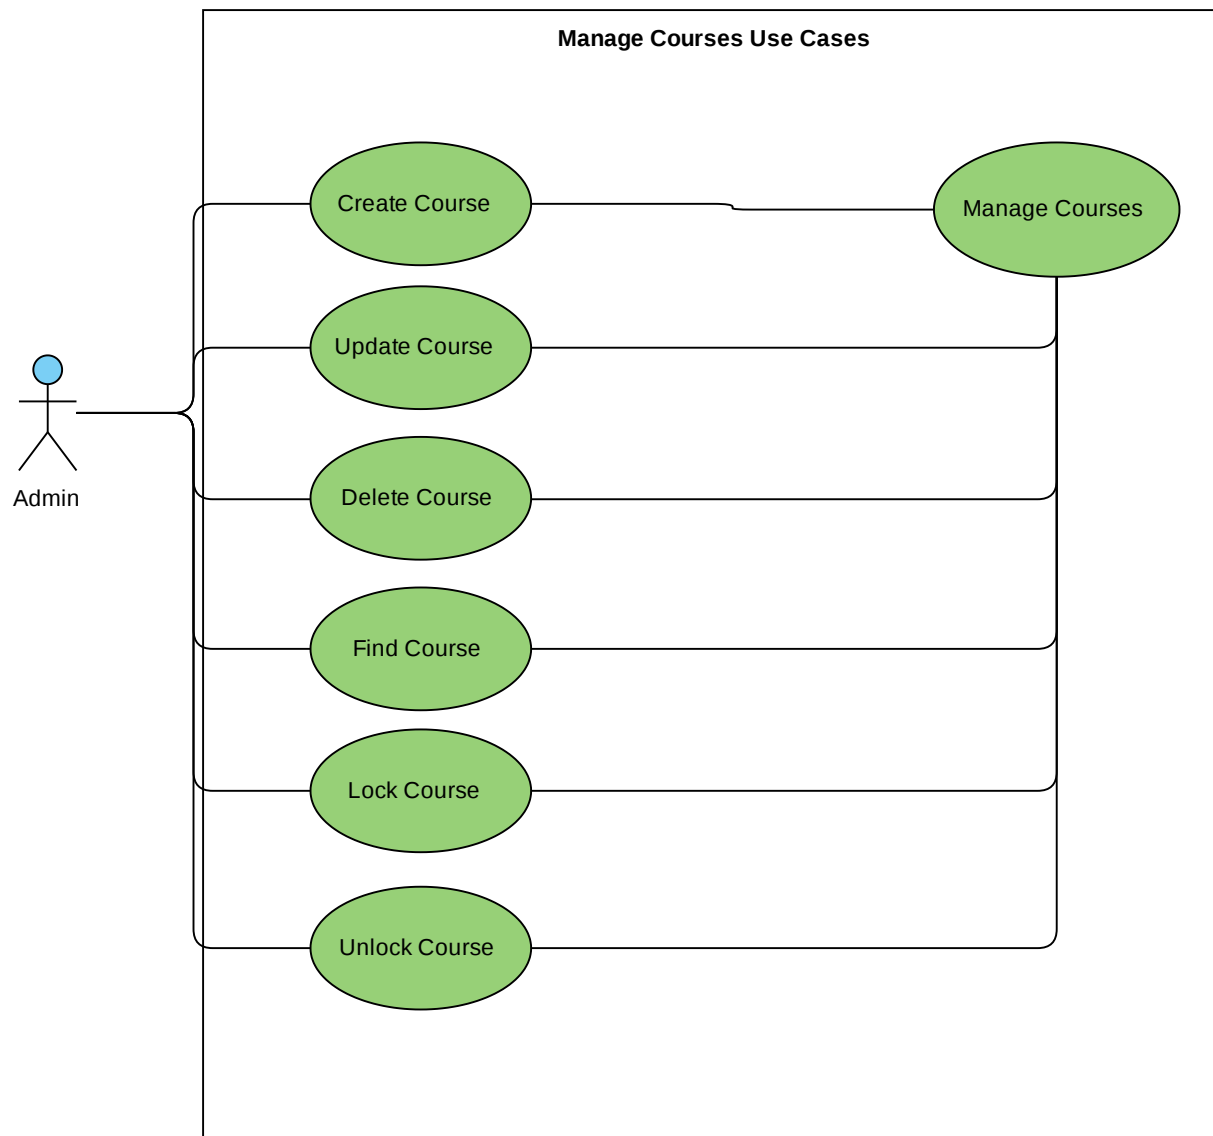 Manage Courses Use Cases
Create Course
Manage Courses
Update Course
Admin
Delete Course
Find Course
Lock Course
Unlock Course